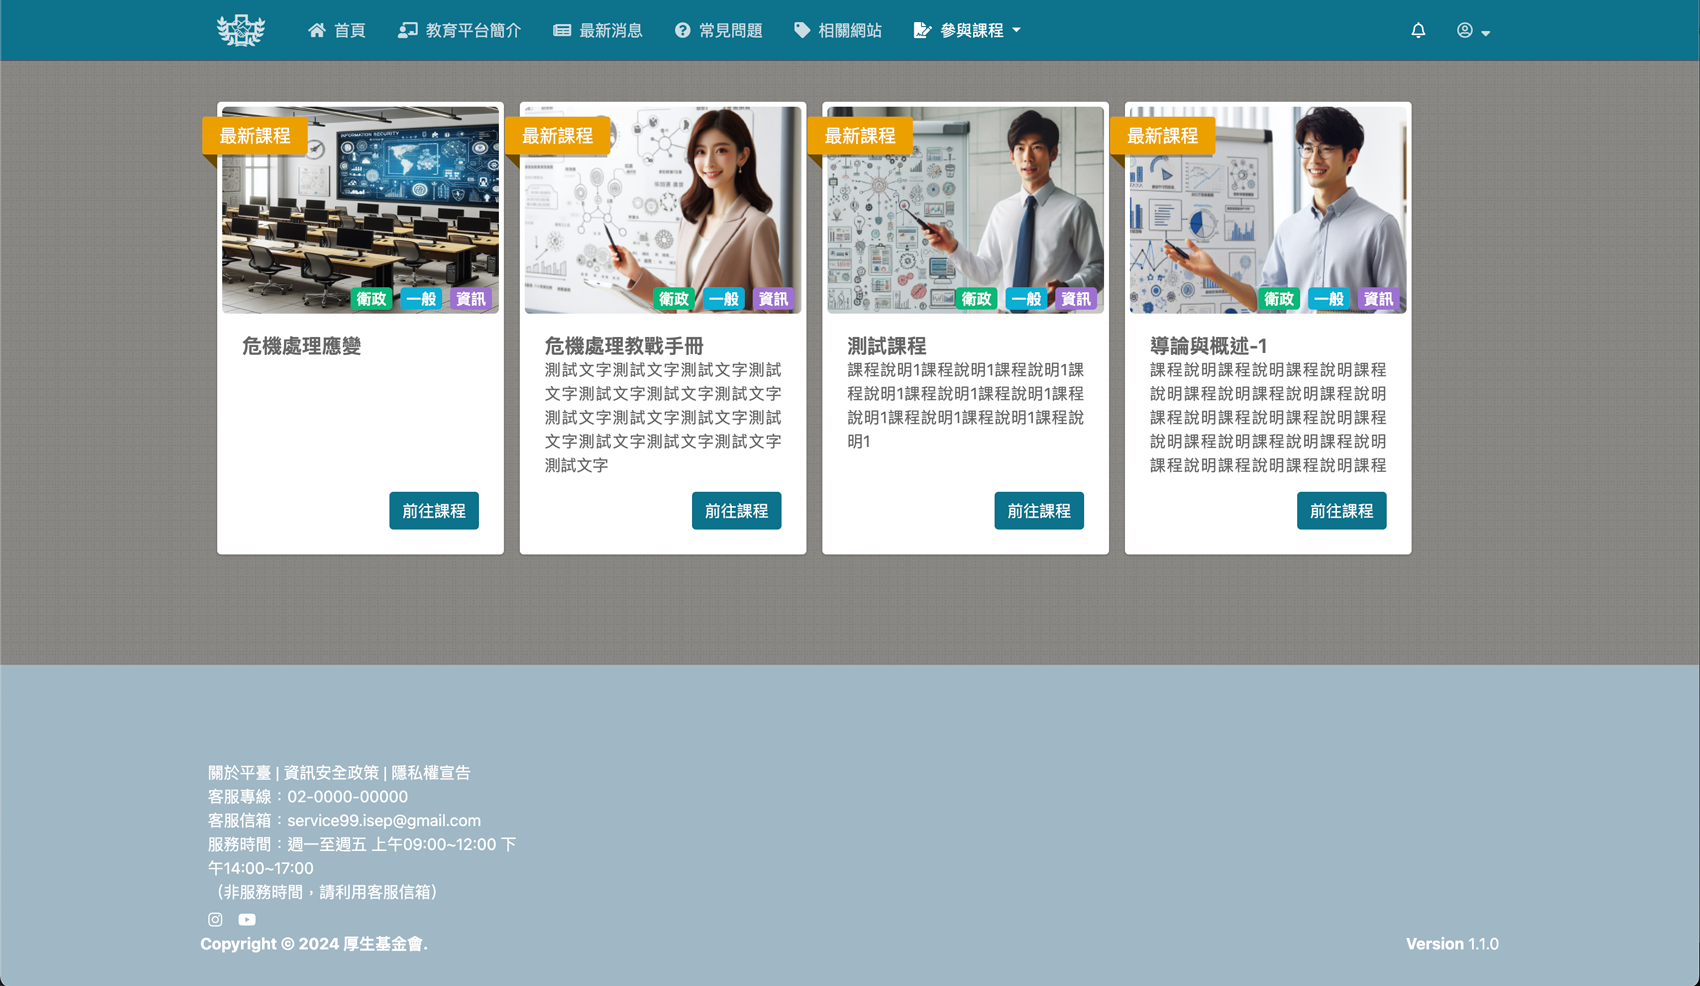 首頁
教育平台簡介
最新消息
常見問題
相關網站
參與課程
最新課程
INFORMATION SECURITY
衛政 一般 資訊
危機處理應變
前往課程
最新課程
衛政 一般 資訊
危機處理教戰手冊
測試文字測試文字測試文字測試
文字測試文字測試文字測試文字
測試文字測試文字測試文字測試
文字測試文字測試文字測試文字
測試文字
前往課程
最新課程
衛政 一般 資訊
測試課程
課程說明1課程說明1課程說明1課
程說明1課程說明1課程說明1課程
說明1課程說明1課程說明1課程說
明1
前往課程
最新課程
衛政 一般 資訊
導論與概述-1
課程說明課程說明課程說明課程
說明課程說明課程說明課程說明
課程說明課程說明課程說明課程
說明課程說明課程說明課程說明
課程說明課程說明課程說明課程
前往課程
關於平臺 | 資訊安全政策 | 隱私權宣告
客服專線：02-0000-00000
客服信箱：service99.isep@gmail.com
服務時間：週一至週五 上午09:00~12:00 下
午14:00~17:00
（非服務時間，請利用客服信箱）
Copyright © 2024 厚生基金會.
Version 1.1.0